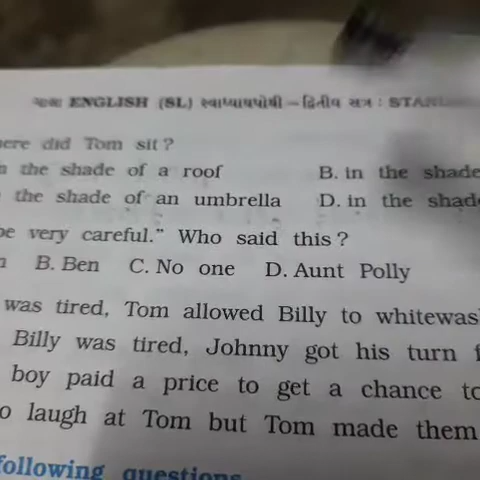 ગાલા ENGLISH (SL) સ્વાધ્યાયપોથી – દ્વિતીય સત્ર : STAN
here did Tom sit ?
the shade of a roof B. in the shade
the shade of an umbrella D. in the shade
be very careful." Who said this ?
B. Ben C. No one D. Aunt Polly
was tired, Tom allowed Billy to whitewas
Billy was tired, Johnny got his turn f
boy paid a price to get a chance to
o laugh at Tom but Tom made them
following questions